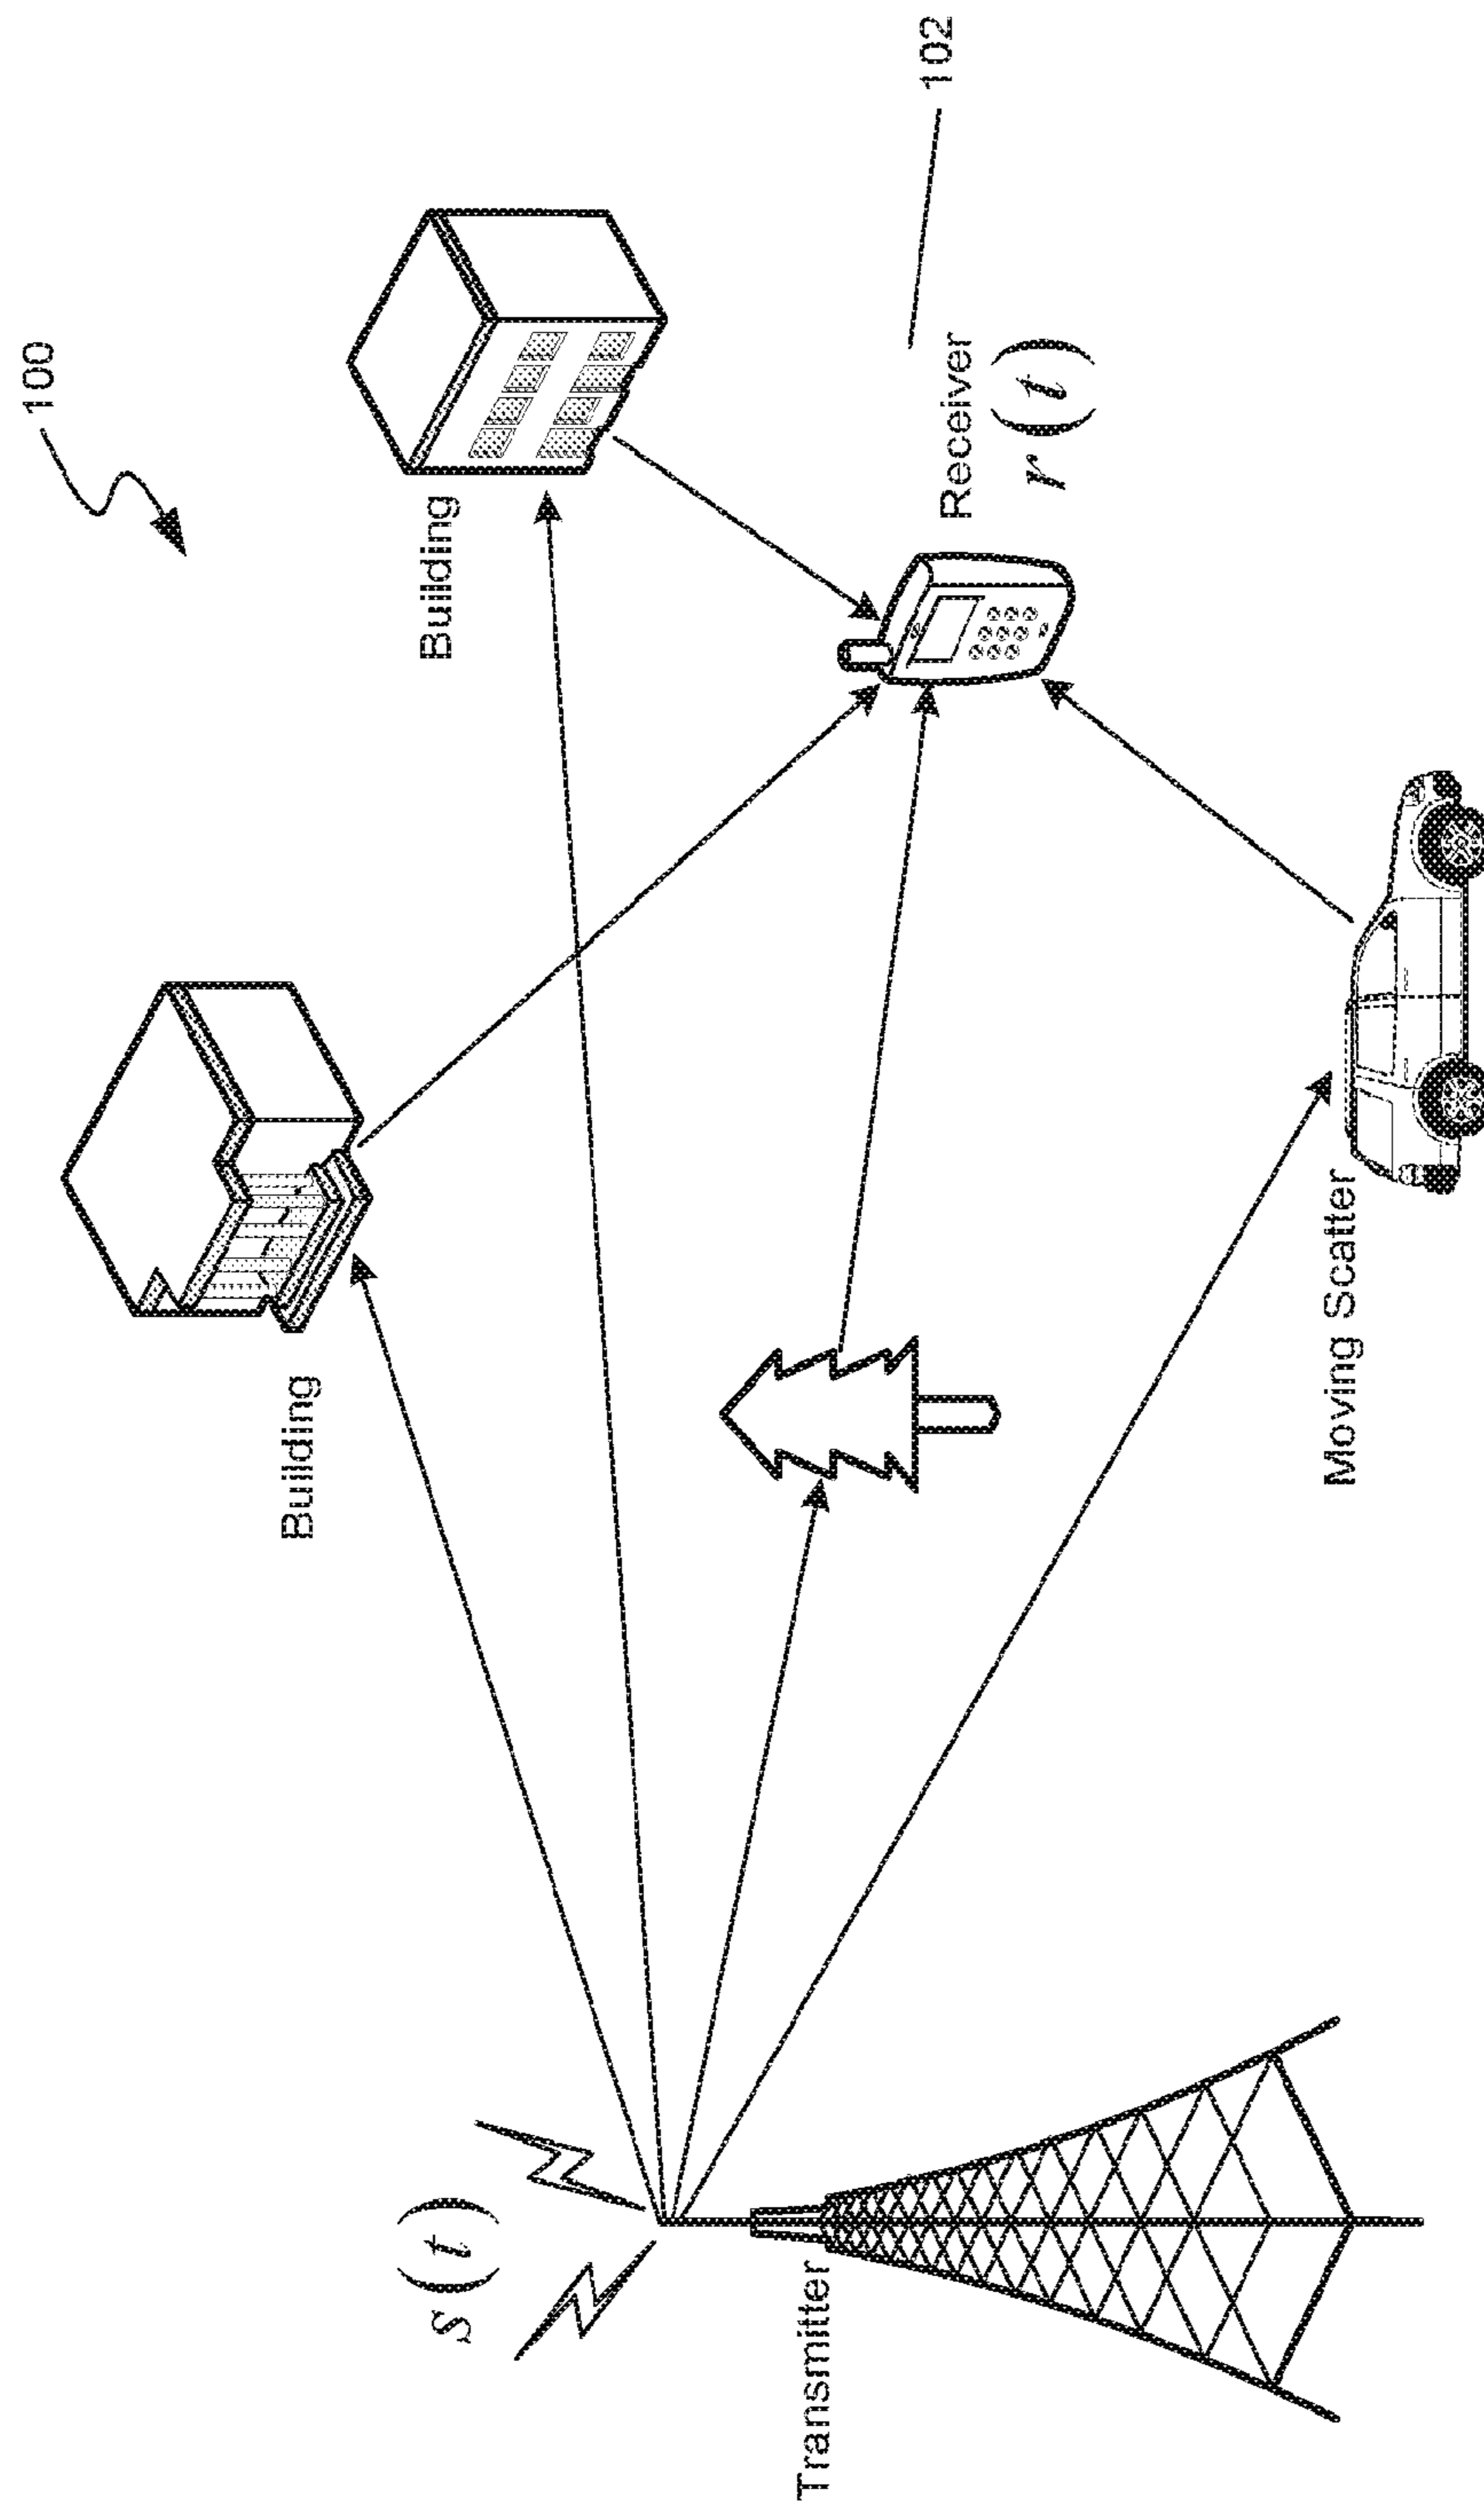 100
Building
Building
s(t)
102
Receiver
r(t)
Transmitter
Moving Scatter